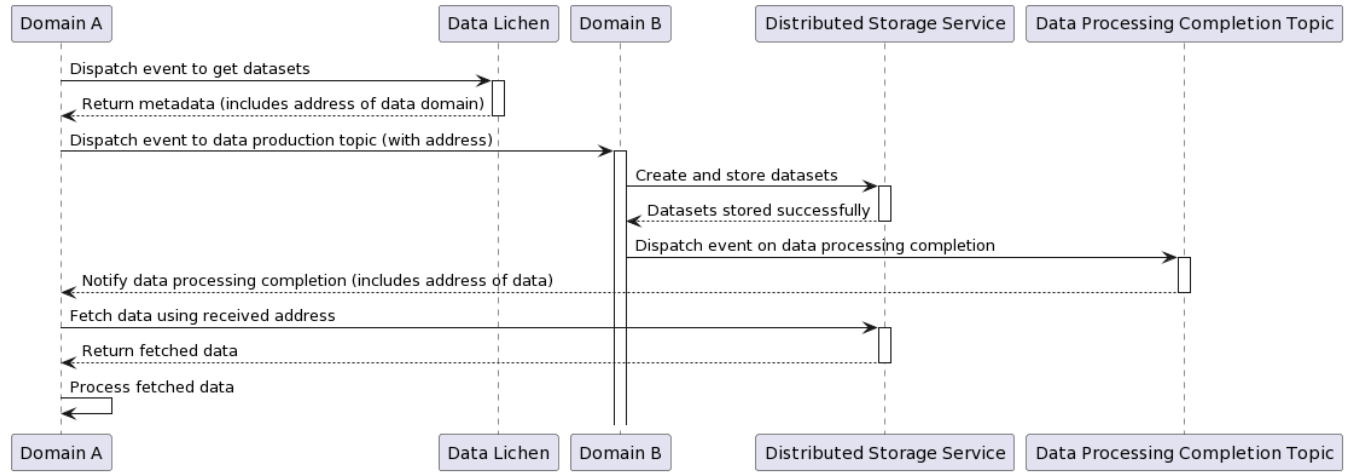 Domain A
Data Lichen
Domain B
Distributed Storage Service
Data Processing Completion Topic
Dispatch event to get datasets
Return metadata (includes address of data domain)
Dispatch event to data production topic (with address)
Create and store datasets
Datasets stored successfully
Dispatch event on data processing completion
Notify data processing completion (includes address of data)
Fetch data using received address
Return fetched data
Process fetched data
Domain A
Data Lichen
Domain B
Distributed Storage Service
Data Processing Completion Topic